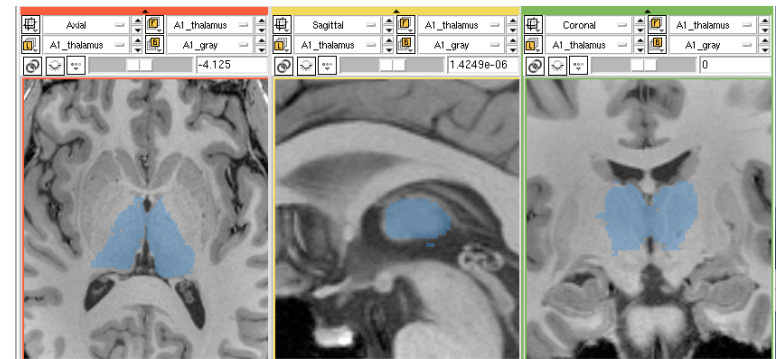 Axial F A1_thalamus
L A1_thalamus B A1_gray
-4.125
Sagittal F A1_thalamus
L A1_thalamus B A1_gray
1.4249e-06
Coronal F A1_thalamus
L A1_thalamus B A1_gray
0